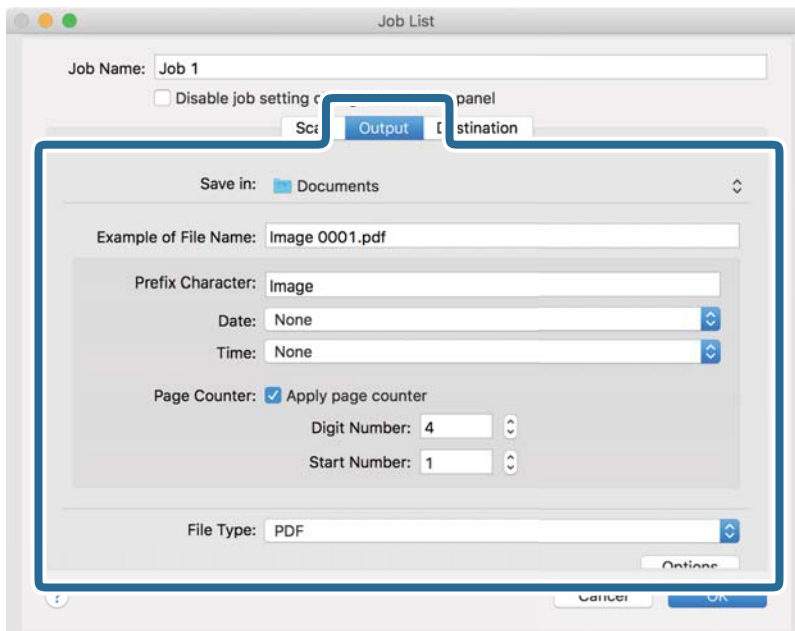 Job List
Job Name: Job 1
Disable job setting panel
Output
Save in: Documents
Example of File Name: Image 0001.pdf
Prefix Character: Image
Date: None
Time: None
Page Counter: Apply page counter
Digit Number: 4
Start Number: 1
File Type: PDF
Options
? Cancel OK